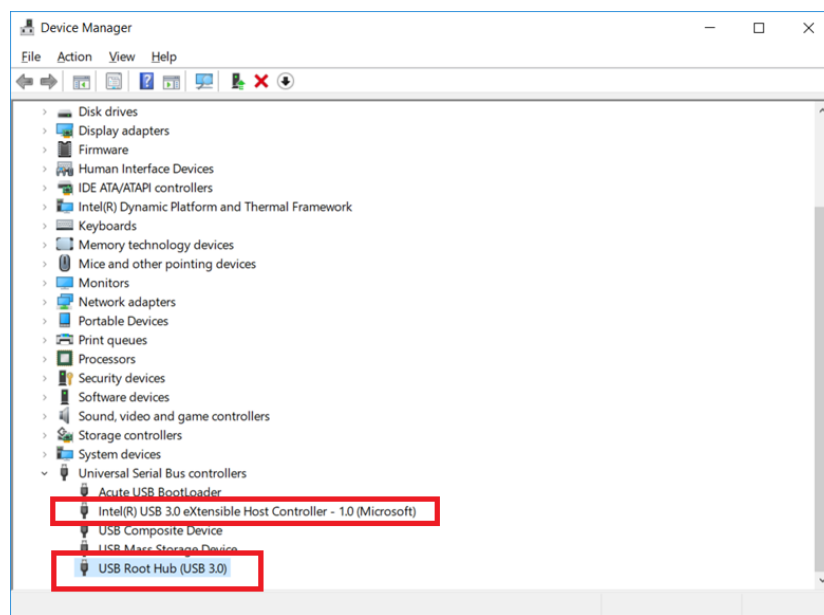 Device Manager
File Action View Help
Disk drives
Display adapters
Firmware
Human Interface Devices
IDE ATA/ATAPI controllers
Intel(R) Dynamic Platform and Thermal Framework
Keyboards
Memory technology devices
Mice and other pointing devices
Monitors
Network adapters
Portable Devices
Print queues
Processors
Security devices
Software devices
Sound, video and game controllers
Storage controllers
System devices
Universal Serial Bus controllers
Acute USB BootLoader
Intel(R) USB 3.0 eXtensible Host Controller - 1.0 (Microsoft)
USB Composite Device
USB Mass Storage Device
USB Root Hub (USB 3.0)